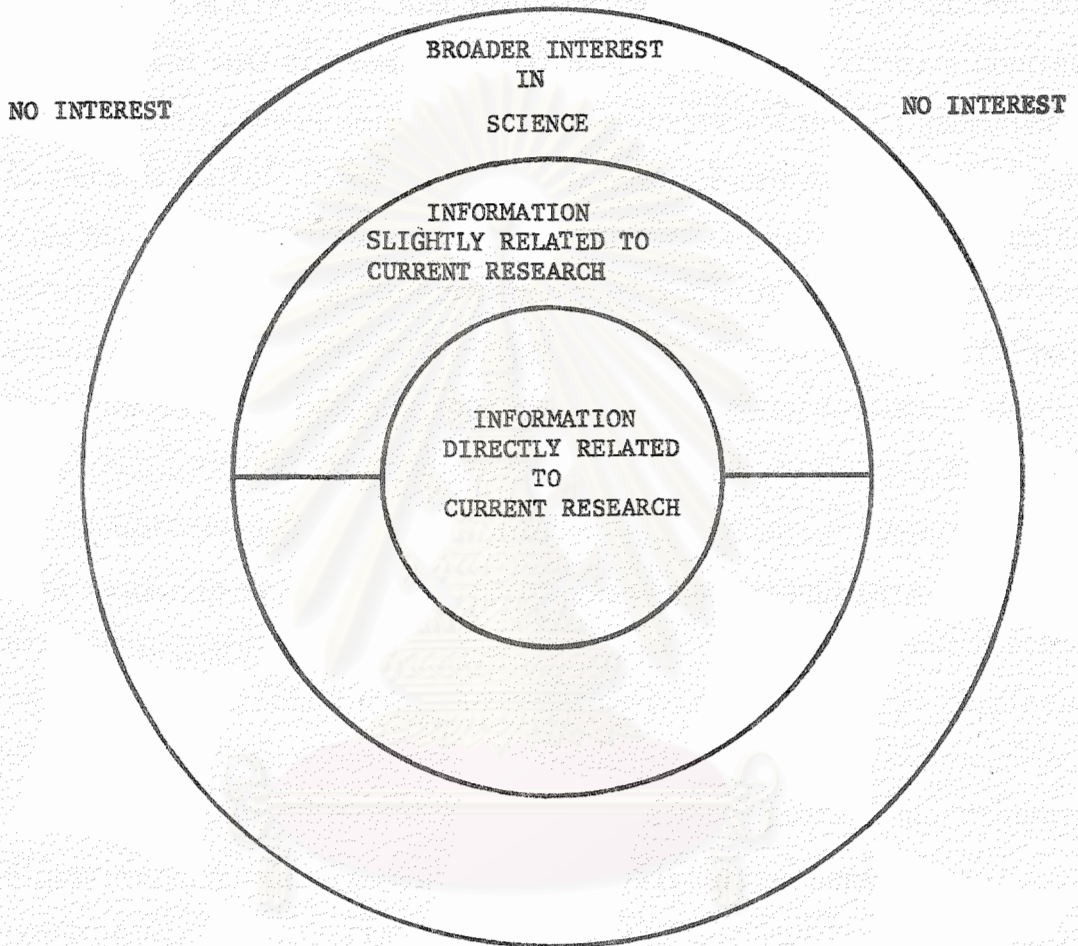 BROADER INTEREST
IN
SCIENCE
NO INTEREST
NO INTEREST
INFORMATION
SLIGHTLY RELATED TO
CURRENT RESEARCH
INFORMATION
DIRECTLY RELATED
TO
CURRENT RESEARCH